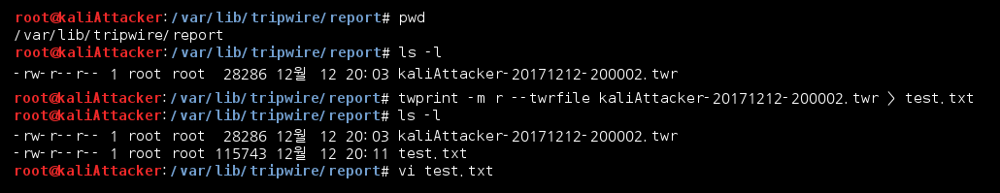 root@kaliAttacker:/var/lib/tripwire/report# pwd
/var/lib/tripwire/report
root@kaliAttacker:/var/lib/tripwire/report# ls -l
-rw-r--r-- 1 root root  28286 12월  12 20:03 kaliAttacker-20171212-200002.twr
root@kaliAttacker:/var/lib/tripwire/report# twprint -m r --twrfile kaliAttacker-20171212-200002.twr > test.txt
root@kaliAttacker:/var/lib/tripwire/report# ls -l
-rw-r--r-- 1 root root  28286 12월  12 20:03 kaliAttacker-20171212-200002.twr
-rw-r--r-- 1 root root 115743 12월  12 20:11 test.txt
root@kaliAttacker:/var/lib/tripwire/report# vi test.txt